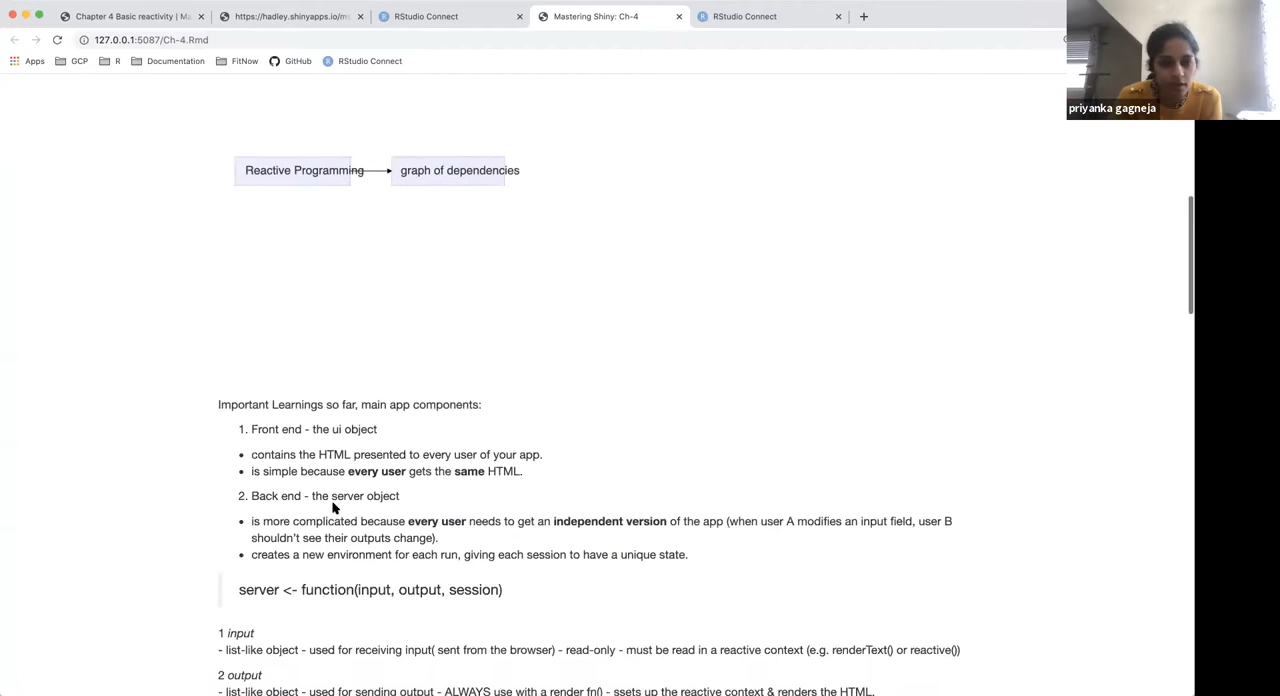 Chapter 4 Basic reactivity | Ma
https://hadley.shinyapps.io/ms
RStudio Connect
Mastering Shiny: Ch-4
RStudio Connect
127.0.0.1:5087/Ch-4.Rmd
Apps
GCP
R
Documentation
FitNow
GitHub
RStudio Connect
priyanka gagneja
Reactive Programming
graph of dependencies
Important Learnings so far, main app components:
1. Front end - the ui object
• contains the HTML presented to every user of your app.
• is simple because every user gets the same HTML.
2. Back end - the server object
• is more complicated because every user needs to get an independent version of the app (when user A modifies an input field, user B
shouldn't see their outputs change).
• creates a new environment for each run, giving each session to have a unique state.
server <- function(input, output, session)
1 input
- list-like object - used for receiving input( sent from the browser) - read-only - must be read in a reactive context (e.g. renderText() or reactive())
2 output
- list-like object - used for sending output - ALWAYS use with a render fn() - ssets up the reactive context & renders the HTML.